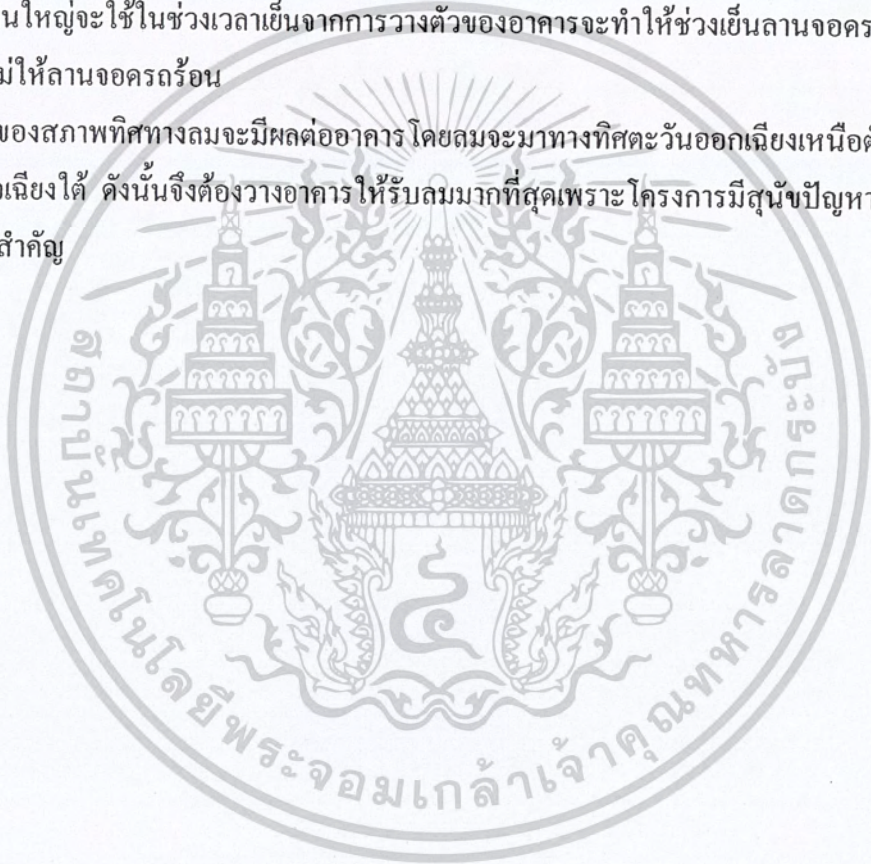 นใหญ่จะใช้ในช่วงเวลาเย็นจากการวางตัวของอาคารจะทำให้ช่วงเย็นลานจอคร
ม่ให้ลานจอครถร้อน
ของสภาพทิศทางลมจะมีผลต่ออาคารโดยลมจะมาทางทิศตะวันออกเฉียงเหนือ
เฉียงใต้ ดังนั้นจึงต้องวางอาคารให้รับลมมากที่สุดเพราะโครงการมีสุนัขปัญหา
สำคัญ
สถาบันเทคโนโลยีพระจอมเกล้าเจ้าคุณทหารลาดกระบัง
๔